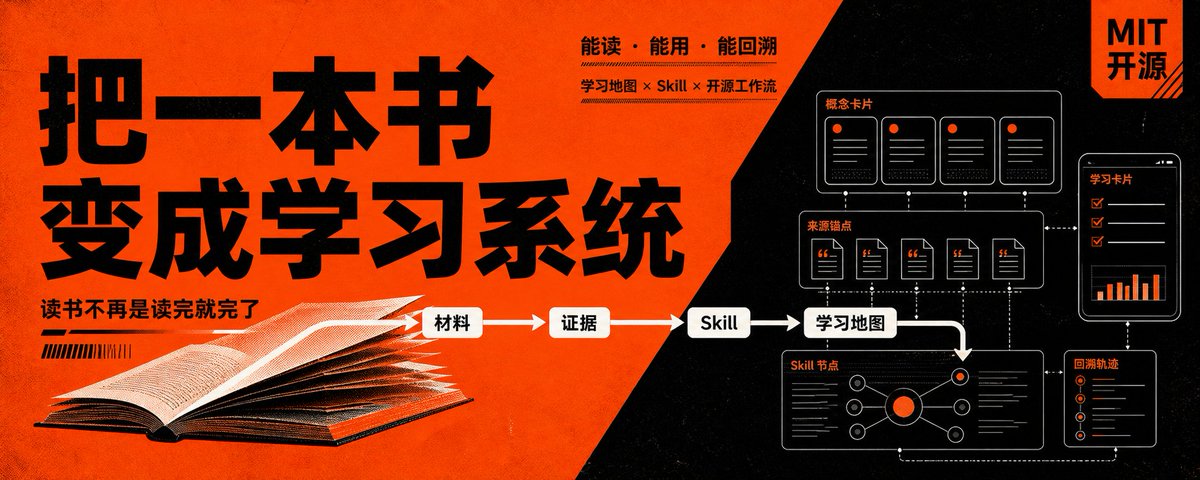 把一本书
变成学习系统
读书不再是读完就完了
能读 · 能用 · 能回溯
学习地图 × Skill × 开源工作流
MIT
开源
材料
证据
Skill
学习地图
概念卡片
来源锚点
学习卡片
Skill 节点
回溯轨迹